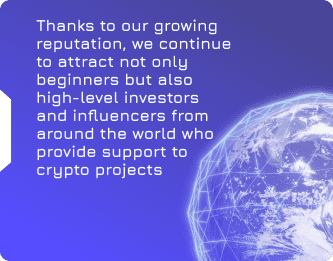 Thanks to our growing
reputation, we continue
to attract not only
beginners but also
high-level investors
and influencers from
around the world who
provide support to
crypto projects